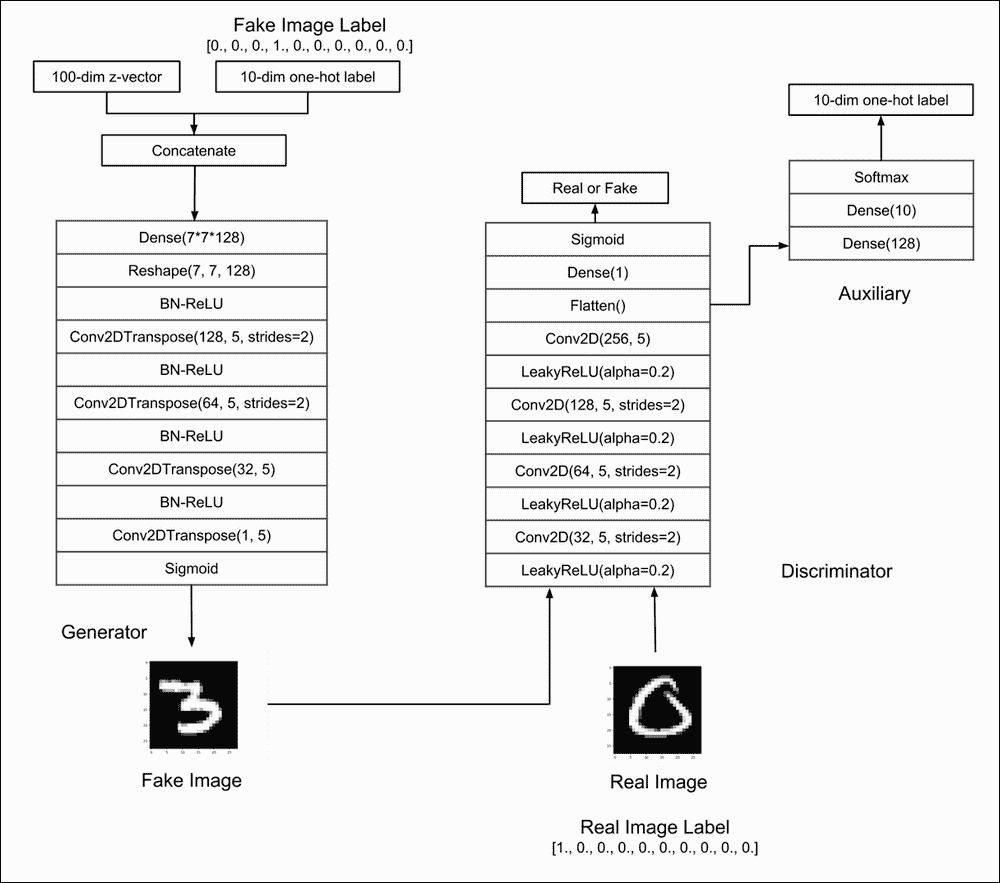 Fake Image Label
[0., 0., 0., 1., 0., 0., 0., 0., 0., 0.]
100-dim z-vector
10-dim one-hot label
Concatenate
Dense(7*7*128)
Reshape(7, 7, 128)
BN-ReLU
Conv2DTranspose(128, 5, strides=2)
BN-ReLU
Conv2DTranspose(64, 5, strides=2)
BN-ReLU
Conv2DTranspose(32, 5)
BN-ReLU
Conv2DTranspose(1, 5)
Sigmoid
Generator
Fake Image
Real or Fake
Sigmoid
Dense(1)
Flatten()
Conv2D(256, 5)
LeakyReLU(alpha=0.2)
Conv2D(128, 5, strides=2)
LeakyReLU(alpha=0.2)
Conv2D(64, 5, strides=2)
LeakyReLU(alpha=0.2)
Conv2D(32, 5, strides=2)
LeakyReLU(alpha=0.2)
Discriminator
Real Image
Real Image Label
[1., 0., 0., 0., 0., 0., 0., 0., 0., 0.]
10-dim one-hot label
Softmax
Dense(10)
Dense(128)
Auxiliary